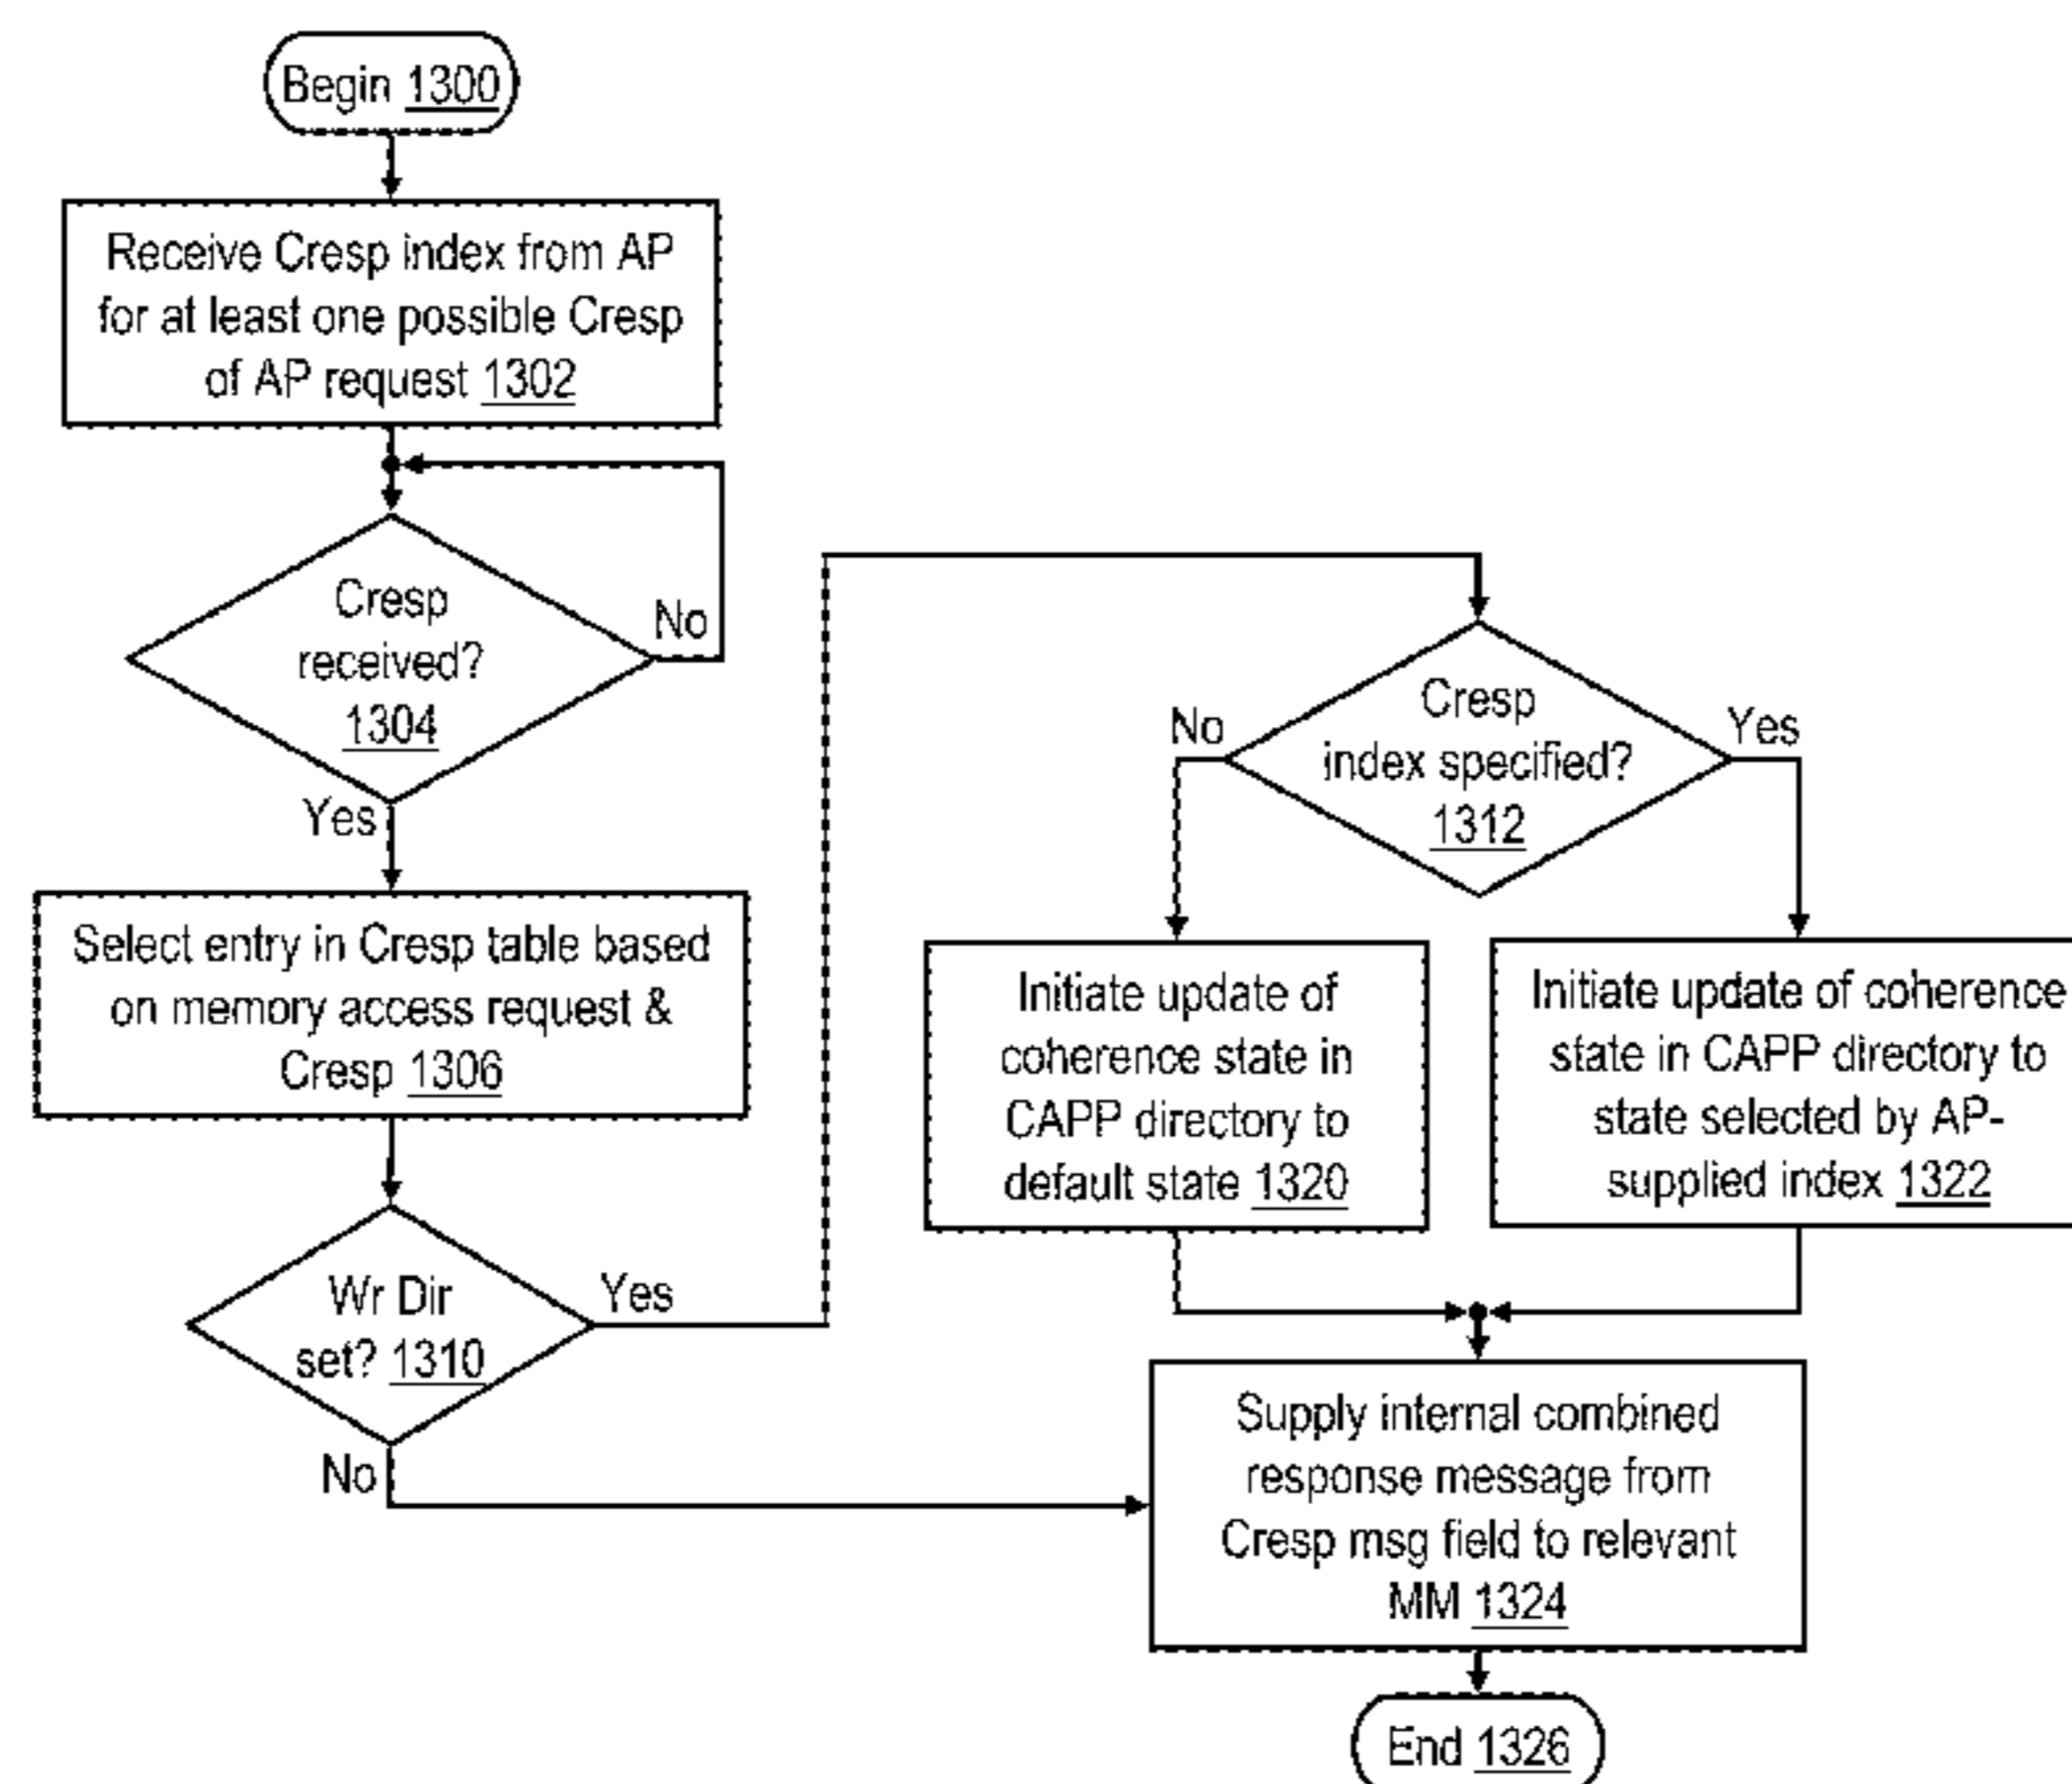 Begin 1300
Receive Cresp index from AP
for at least one possible Cresp
of AP request 1302
Cresp
received?
1304
No
Yes
Select entry in Cresp table based
on memory access request &
Cresp 1306
Wr Dir
set? 1310
Yes
No
Cresp
index specified?
1312
No
Yes
Initiate update of
coherence state in
CAPP directory to
default state 1320
Initiate update of coherence
state in CAPP directory to
state selected by AP-
supplied index 1322
Supply internal combined
response message from
Cresp msg field to relevant
MM 1324
End 1326